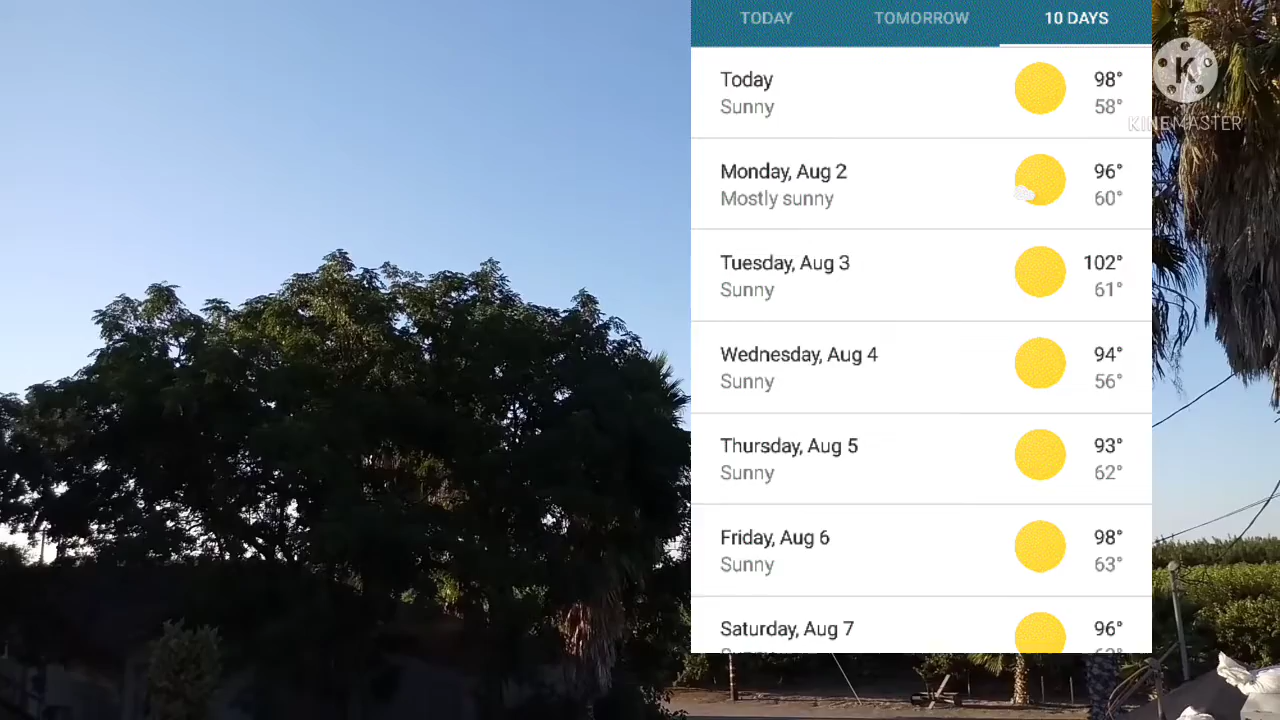 TODAY TOMORROW 10 DAYS
Today 98°
Sunny 58°
K
KINEMASTER
Monday, Aug 2 96°
Mostly sunny 60°
Tuesday, Aug 3 102°
Sunny 61°
Wednesday, Aug 4 94°
Sunny 56°
Thursday, Aug 5 93°
Sunny 62°
Friday, Aug 6 98°
Sunny 63°
Saturday, Aug 7 96°